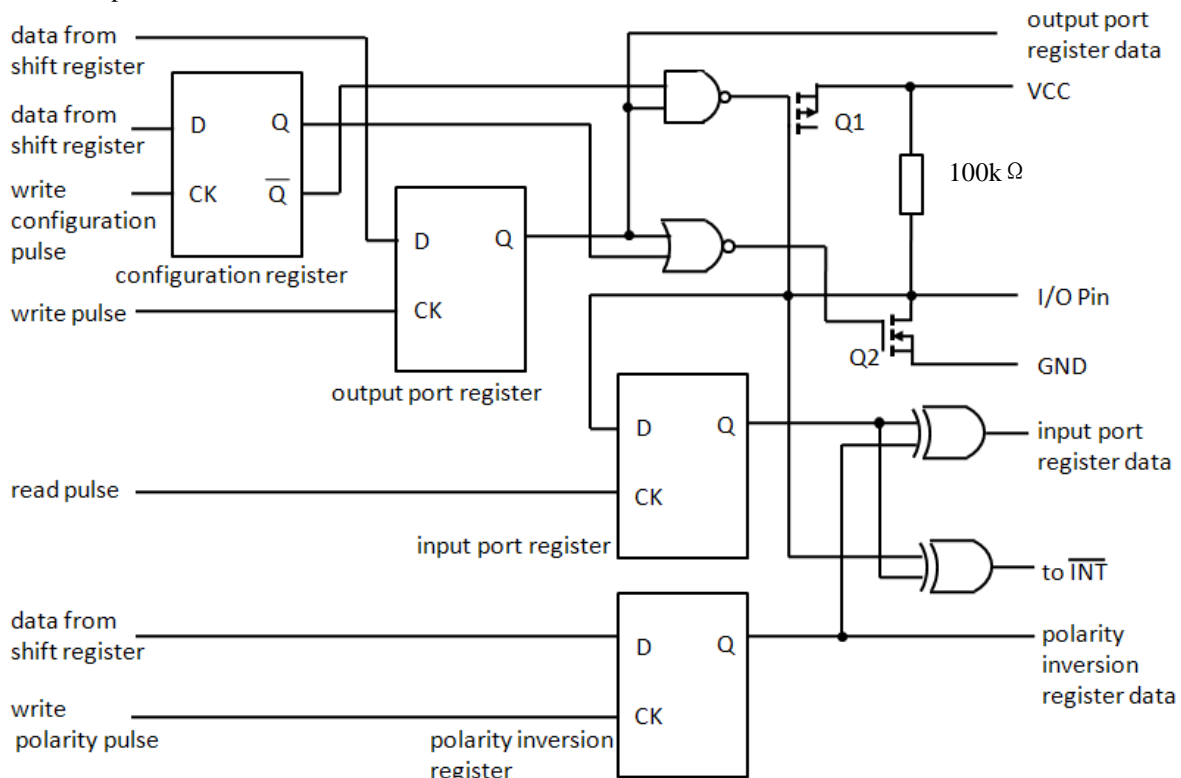 data from
shift register
data from
shift register
write
configuration
pulse
D
Q
CK
Q̅
configuration register
write pulse
D
Q
CK
output port register
output port
register data
VCC
Q1
100kΩ
I/O Pin
Q2
GND
D
Q
CK
input port register
read pulse
input port
register data
to I̅N̅T̅
data from
shift register
write
polarity pulse
D
Q
CK
polarity inversion
register
polarity
inversion
register data